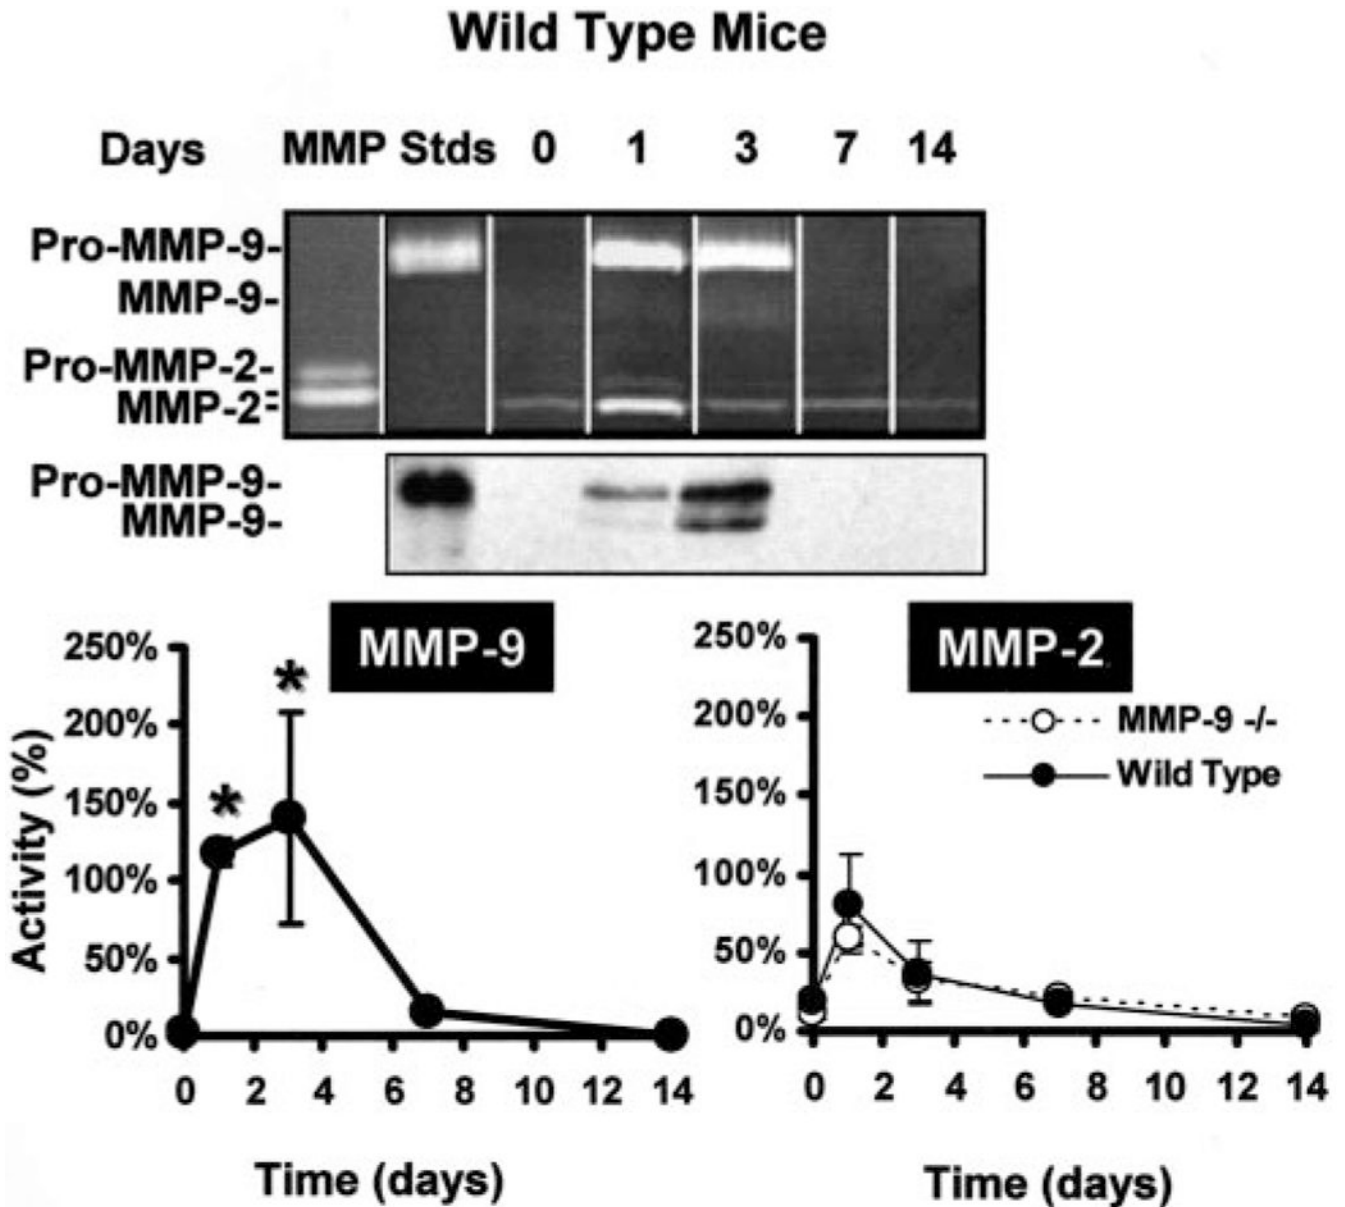 Wild Type Mice
Days MMP Stds 0 1 3 7 14
Pro-MMP-9-
MMP-9-
Pro-MMP-2-
MMP-2-
Pro-MMP-9-
MMP-9-
MMP-9
250%
200%
150%
100%
50%
0%
Activity (%)
* *
0 2 4 6 8 10 12 14
Time (days)
MMP-2
MMP-9 -/-
Wild Type
250%
200%
150%
100%
50%
0%
0 2 4 6 8 10 12 14
Time (days)